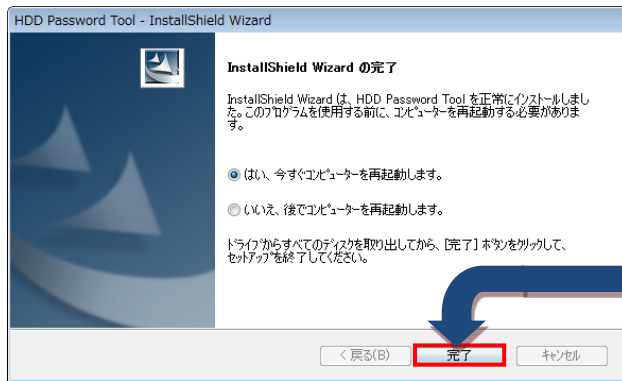 HDD Password Tool - InstallShield Wizard
InstallShield Wizard の完了
InstallShield Wizard は、HDD Password Tool を正常にインストールしまし
た。このプログラムを使用する前に、コンピューターを再起動する必要がありま
す。
はい、今すぐコンピューターを再起動します。
いいえ、後でコンピューターを再起動します。
ドライブからすべてのディスクを取り出してから、[完了] ボタンをクリックして、
セットアップを終了してください。
< 戻る(B)
完了
キャンセル